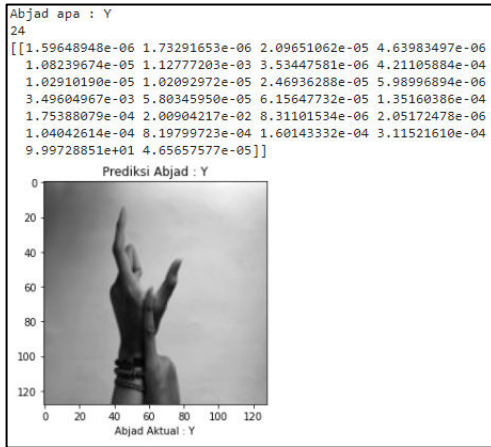 Abjad apa : Y
24
[[1.59648948e-06 1.73291653e-06 2.09651062e-05 4.63983497e-06
1.08239674e-05 1.12777203e-03 3.53447581e-06 4.21105884e-04
1.02910190e-05 1.02092972e-05 2.46936288e-05 5.98996894e-06
3.49604967e-03 5.80345950e-05 6.15647732e-05 1.35160386e-04
1.75388079e-04 2.00904217e-02 8.31101534e-06 2.05172478e-06
1.04042614e-04 8.19799723e-04 1.60143332e-04 3.11521610e-04
9.99728851e+01 4.65657577e-05]]
Prediksi Abjad : Y
0
20
40
60
80
100
120
0 20 40 60 80 100 120
Abjad Aktual : Y